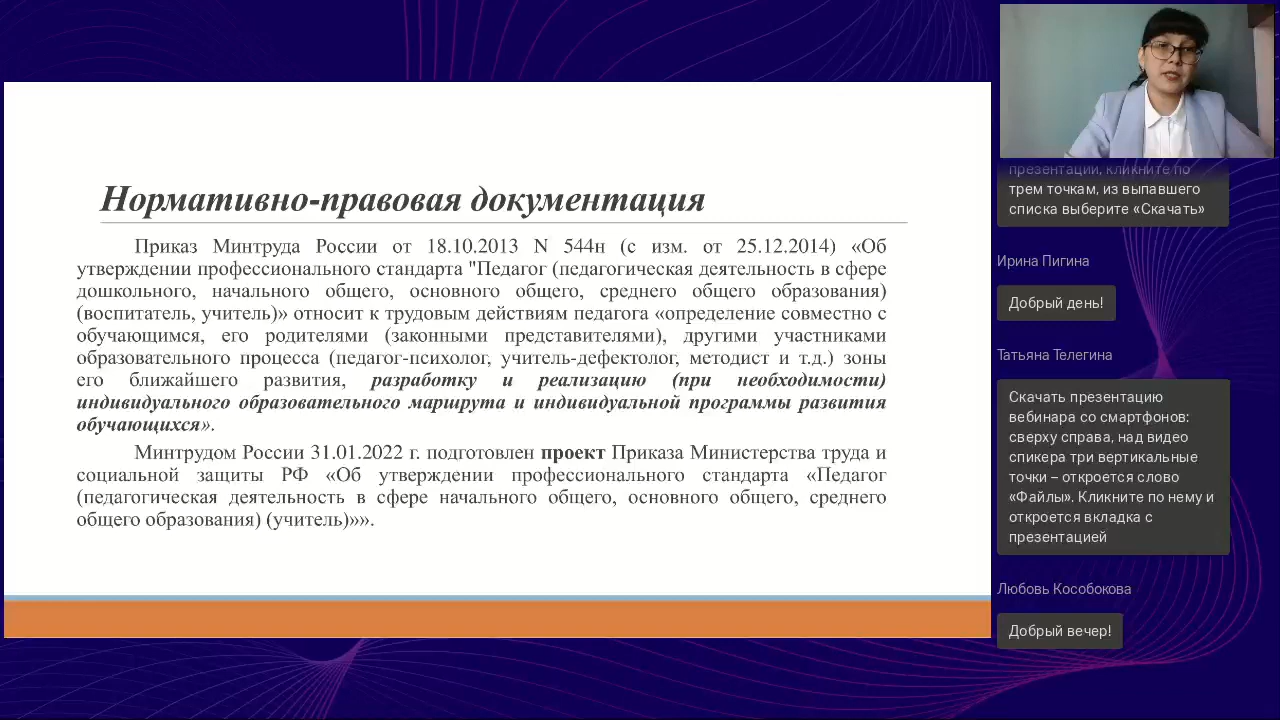 Нормативно-правовая документация
Приказ Минтруда России от 18.10.2013 N 544н (с изм. от 25.12.2014) «Об
утверждении профессионального стандарта "Педагог (педагогическая деятельность в сфере
дошкольного, начального общего, основного общего, среднего общего образования)
(воспитатель, учитель)» относит к трудовым действиям педагога «определение совместно с
обучающимся, его родителями (законными представителями), другими участниками
образовательного процесса (педагог-психолог, учитель-дефектолог, методист и т.д.) зоны
его ближайшего развития, разработку и реализацию (при необходимости)
индивидуального образовательного маршрута и индивидуальной программы развития
обучающихся».
Минтрудом России 31.01.2022 г. подготовлен проект Приказа Министерства труда и
социальной защиты РФ «Об утверждении профессионального стандарта «Педагог
(педагогическая деятельность в сфере начального общего, основного общего, среднего
общего образования) (учитель)»».
презентации, кликните по
трем точкам, из выпавшего
списка выберите «Скачать»
Ирина Пигина
Добрый день!
Татьяна Телегина
Скачать презентацию
вебинара со смартфонов:
сверху справа, над видео
спикера три вертикальные
точки – откроется слово
«Файлы». Кликните по нему и
откроется вкладка с
презентацией
Любовь Кособокова
Добрый вечер!